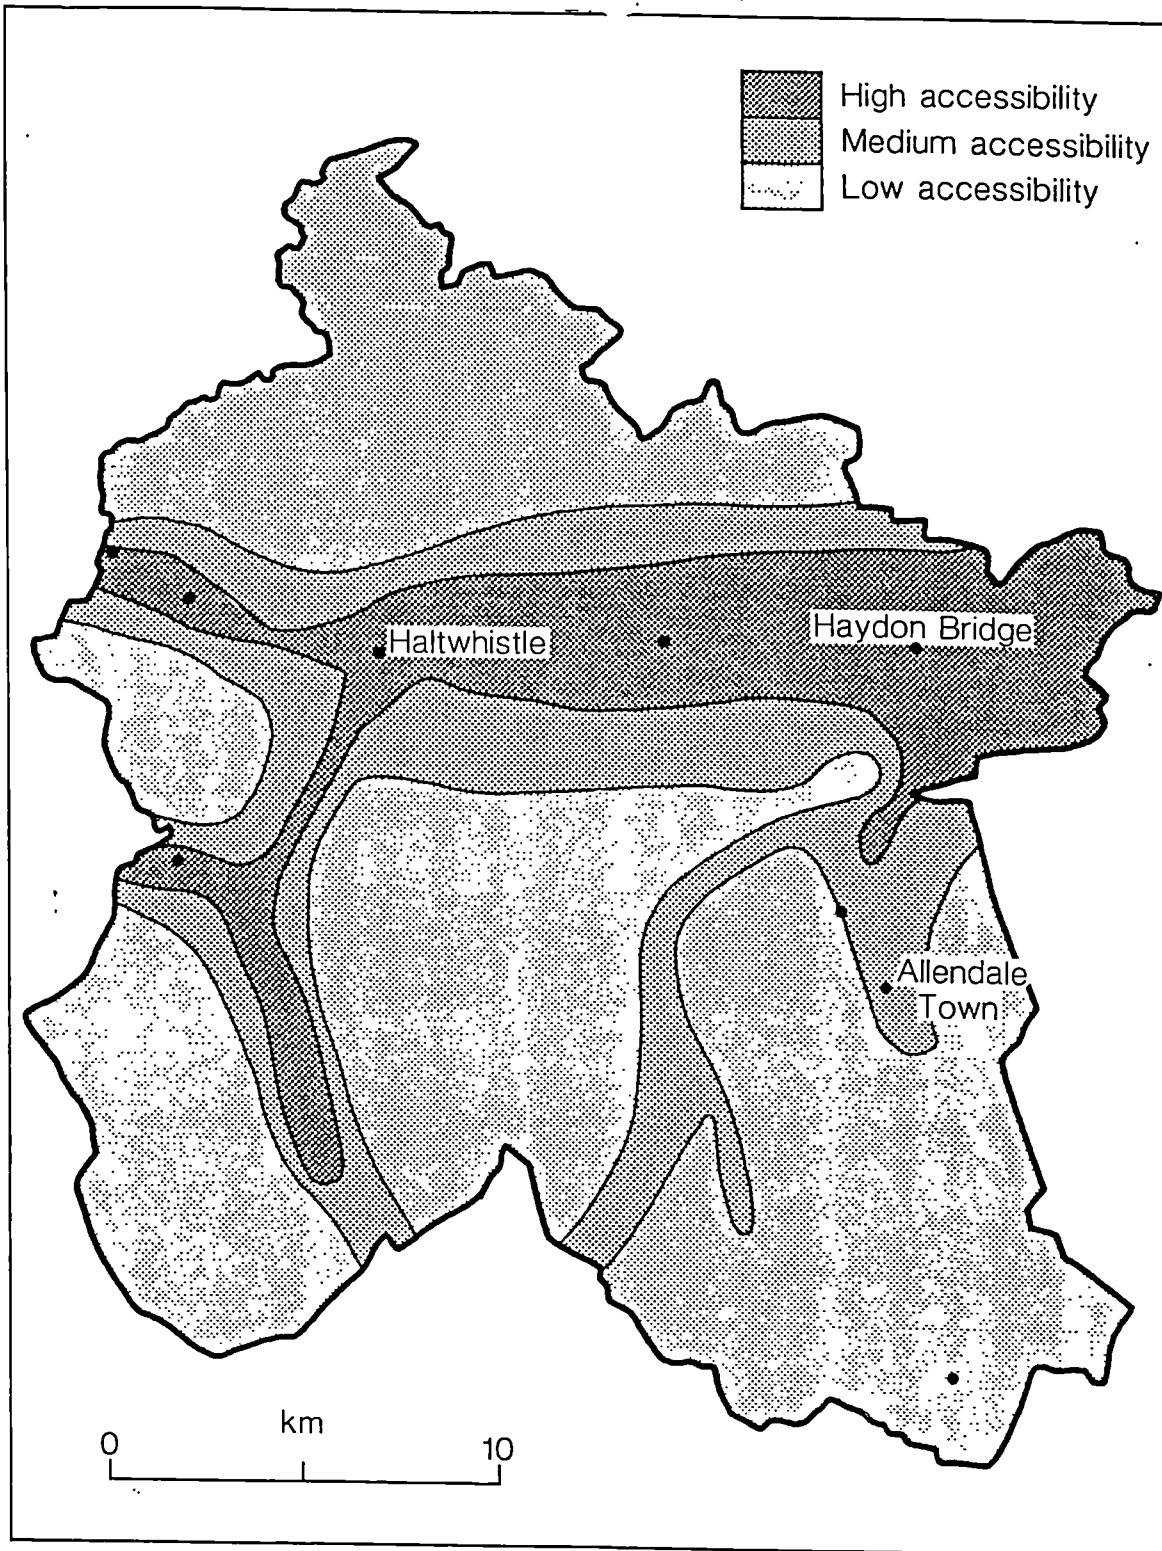 High accessibility
Medium accessibility
Low accessibility
Haydon Bridge
Haltwhistle
Allendale
Town
km
0 10